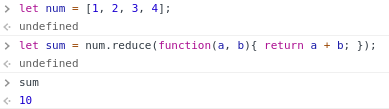 > let num = [1, 2, 3, 4];
< undefined
> let sum = num.reduce(function(a, b){ return a + b; });
< undefined
> sum
< 10